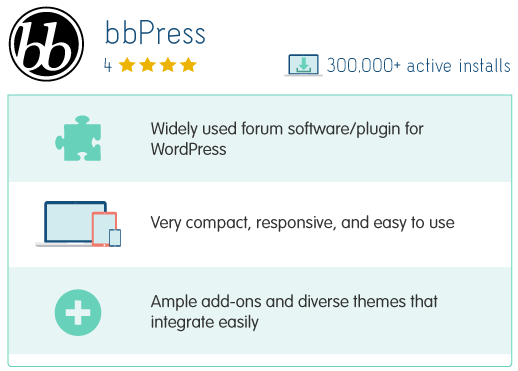 bb
bbPress
4
300,000+ active installs
Widely used forum software/plugin for
WordPress
Very compact, responsive, and easy to use
Ample add-ons and diverse themes that
integrate easily